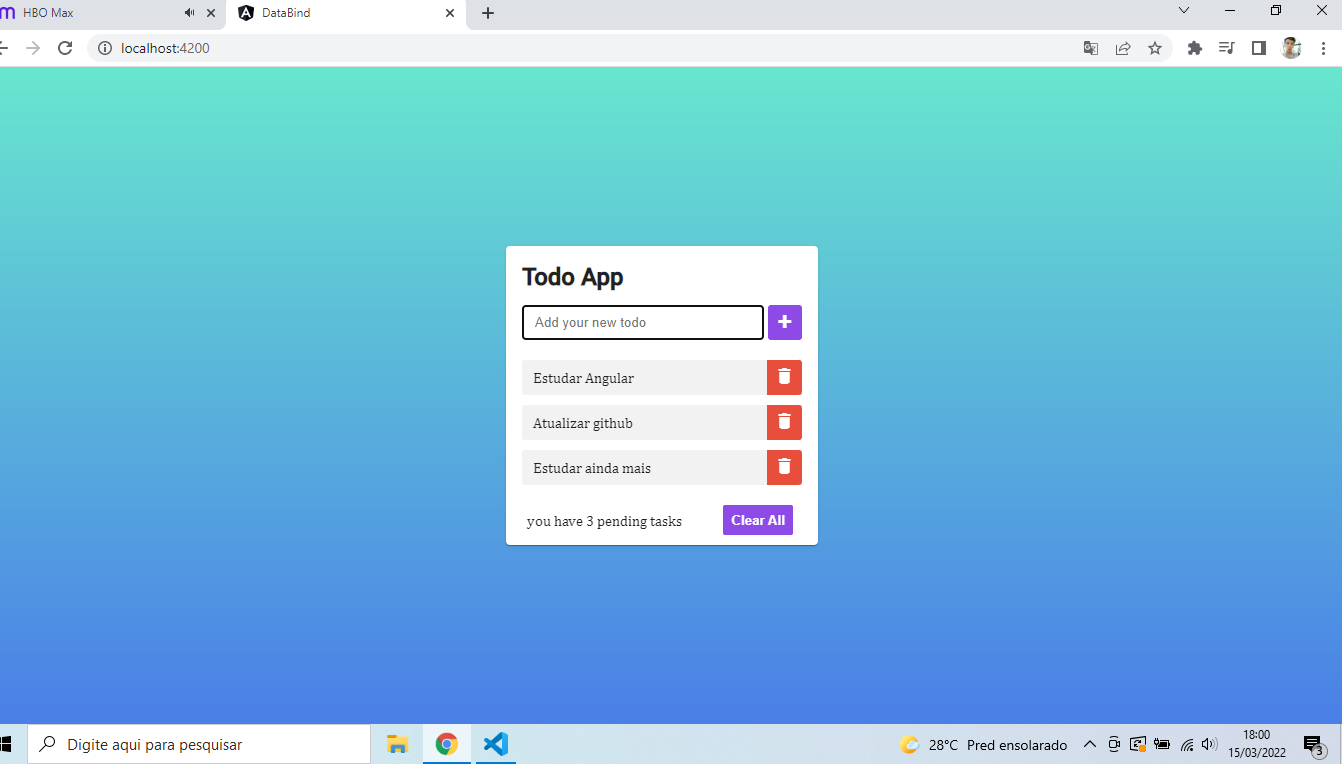 HBO Max
DataBind
localhost:4200
Todo App
Add your new todo
Estudar Angular
Atualizar github
Estudar ainda mais
you have 3 pending tasks
Clear All
Digite aqui para pesquisar
28°C Pred ensolarado
18:00
15/03/2022
3